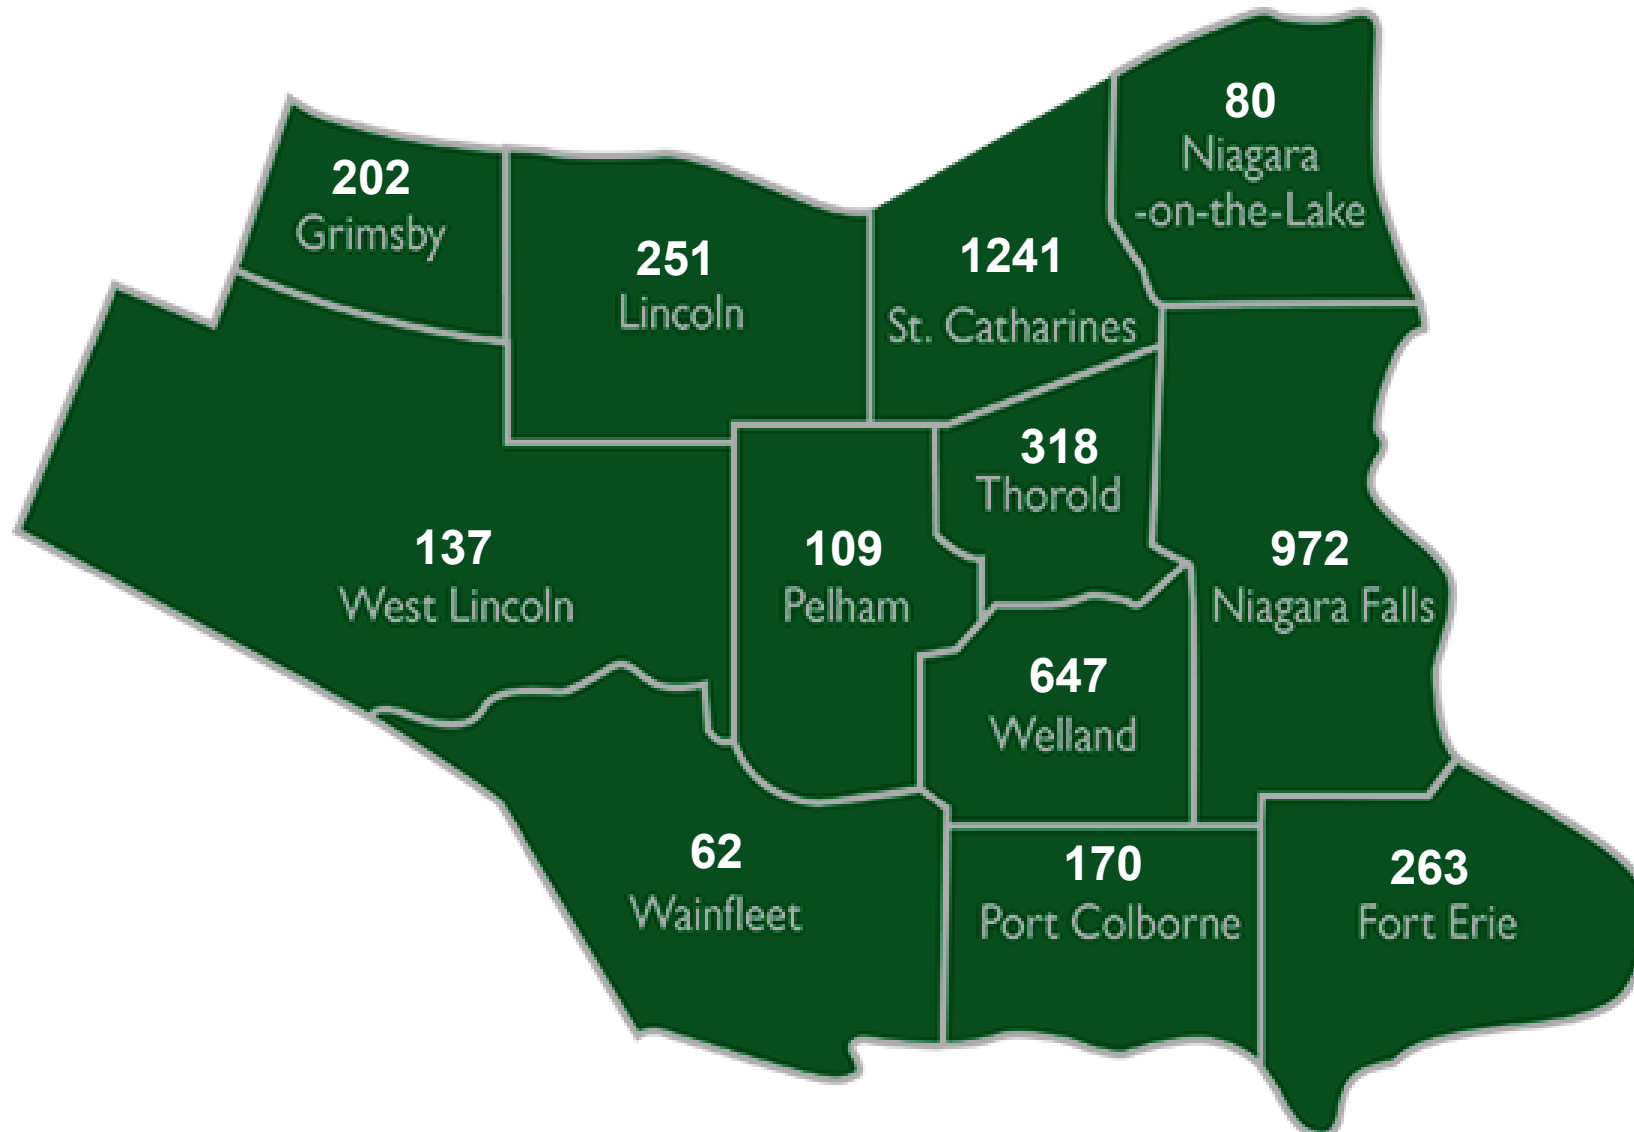 80
Niagara
-on-the-Lake
202
Grimsby
251
Lincoln
1241
St. Catharines
318
Thorold
137
West Lincoln
109
Pelham
972
Niagara Falls
647
Welland
62
Wainfleet
170
Port Colborne
263
Fort Erie